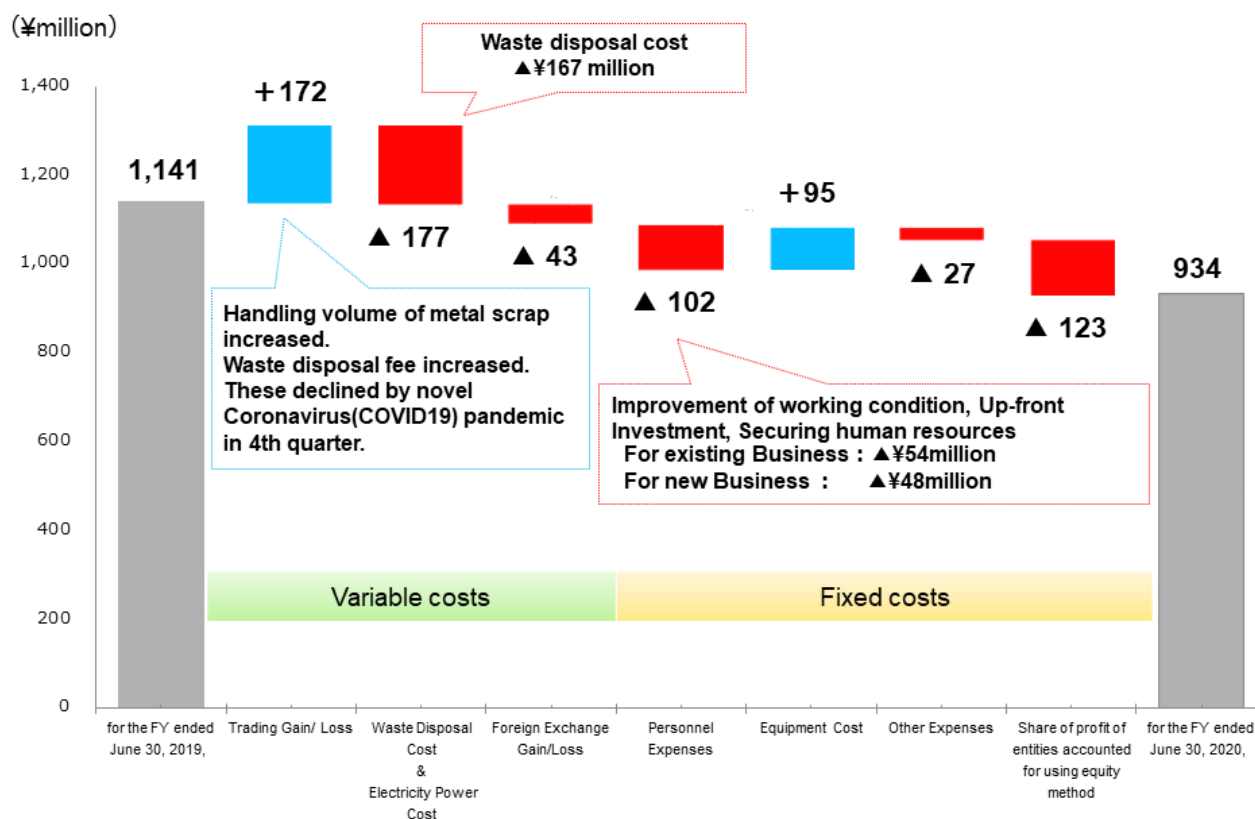 (¥million)
Waste disposal cost
▲¥167 million
1,400
1,200
1,000
800
600
400
200
0
1,141
+172
▲ 177
▲ 43
▲ 102
+95
▲ 27
▲ 123
934
Handling volume of metal scrap
increased.
Waste disposal fee increased.
These declined by novel
Coronavirus(COVID19) pandemic
in 4th quarter.
Improvement of working condition, Up-front
Investment, Securing human resources
For existing Business : ▲¥54million
For new Business : ▲¥48million
Variable costs
Fixed costs
for the FY ended
June 30, 2019,
Trading Gain/ Loss
Waste Disposal
Cost
&
Electricity Power
Cost
Foreign Exchange
Gain/Loss
Personnel
Expenses
Equipment Cost
Other Expenses
Share of profit of
entities accounted
for using equity
method
for the FY ended
June 30, 2020,